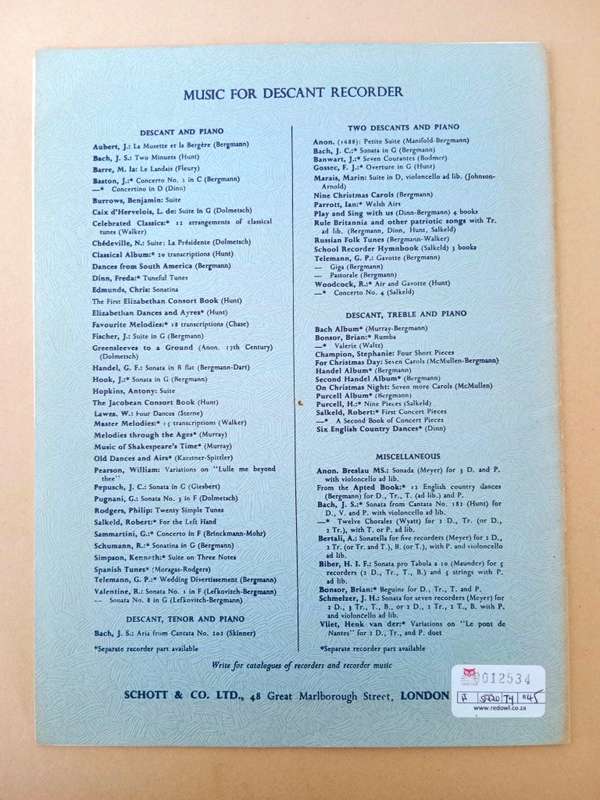 MUSIC FOR DESCANT RECORDER
DESCANT AND PIANO
Aubert, J.: La Musette et la Bergère (Bergmann)
Bach, J. S.: Two Minuets (Hunt)
Barre, M. la: Le Landais (Fleury)
Baston, J.:* Concerto No. 2 in C (Bergmann)
—* Concertino in D (Dinn)
Burrows, Benjamin: Suite
Caix d'Hervelois, L. de: Suite in G (Dolmetsch)
Celebrated Classics:* 12 arrangements of classical
tunes (Walker)
Chédeville, N.: Suite: La Présidente (Dolmetsch)
Classical Album:* 20 transcriptions (Hunt)
Dances from South America (Bergmann)
Dinn, Freda:* Tuneful Tunes
Edmunds, Chris: Sonatina
The First Elizabethan Consort Book (Hunt)
Elizabethan Dances and Ayres* (Hunt)
Favourite Melodies:* 18 transcriptions (Chase)
Fischer, J.: Suite in G (Bergmann)
Greensleeves to a Ground (Anon. 17th Century)
(Dolmetsch)
Handel, G. F.: Sonata in B flat (Bergmann-Dart)
Hook, J.:* Sonata in G (Bergmann)
Hopkins, Antony: Suite
The Jacobean Consort Book (Hunt)
Lawes, W.: Four Dances (Sterne)
Master Melodies:* 15 transcriptions (Walker)
Melodies through the Ages* (Murray)
Music of Shakespeare's Time* (Murray)
Old Dances and Airs* (Kaestner-Spittler)
Pearson, William: Variations on "Lulle me beyond
thee"
Pepusch, J. C.: Sonata in G (Giesbert)
Pugnani, G.: Sonata No. 3 in F (Dolmetsch)
Rodgers, Philip: Twenty Simple Tunes
Salkeld, Robert:* For the Left Hand
Sammartini, G.:* Concerto in F (Brinckmann-Mohr)
Schumann, R.:* Sonatina in G (Bergmann)
Simpson, Kenneth:* Suite on Three Notes
Spanish Tunes* (Moragas-Rodgers)
Telemann, G. P.:* Wedding Divertissement (Bergmann)
Valentine, R.: Sonata No. 1 in F (Lefkovitch-Bergmann)
— Sonata No. 8 in G (Lefkovitch-Bergmann)
DESCANT, TENOR AND PIANO
Bach, J. S.: Aria from Cantata No. 202 (Skinner)
*Separate recorder part available
TWO DESCANTS AND PIANO
Anon. (1688): Petite Suite (Manifold-Bergmann)
Bach, J. C.:* Sonata in G (Bergmann)
Banwart, J.:* Seven Courantes (Bodmer)
Gossec, F. J.:* Overture in G (Hunt)
Marais, Marin: Suite in D, violoncello ad lib. (Johnson-
Arnold)
Nine Christmas Carols (Bergmann)
Parrott, Ian:* Welsh Airs
Play and Sing with us (Dinn-Bergmann) 4 books
Rule Britannia and other patriotic songs with Tr.
ad lib. (Bergmann, Dinn, Hunt, Salkeld)
Russian Folk Tunes (Bergmann-Walker)
School Recorder Hymnbook (Salkeld) 3 books
Telemann, G. P.: Gavotte (Bergmann)
— Giga (Bergmann)
— Pastorale (Bergmann)
Woodcock, R.:* Air and Gavotte (Hunt)
—* Concerto No. 4 (Salkeld)
DESCANT, TREBLE AND PIANO
Bach Album* (Murray-Bergmann)
Bonsor, Brian:* Rumba
—* Valerie (Waltz)
Champion, Stephanie: Four Short Pieces
For Christmas Day: Seven Carols (McMullen-Bergmann)
Handel Album* (Bergmann)
Second Handel Album* (Bergmann)
On Christmas Night: Seven more Carols (McMullen)
Purcell Album* (Bergmann)
Purcell, H.:* Nine Pieces (Salkeld)
Salkeld, Robert:* First Concert Pieces
—* A Second Book of Concert Pieces
Six English Country Dances* (Dinn)
MISCELLANEOUS
Anon. Breslau MS.: Sonada (Meyer) for 3 D. and P.
with violoncello ad lib.
From the Apted Book:* 12 English country dances
(Bergmann) for D., Tr., T. (ad lib.) and P.
Bach, J. S.:* Sonata from Cantata No. 182 (Hunt) for
D., V. and P. with violoncello ad lib.
—* Twelve Chorales (Wyatt) for 2 D., Tr. (or D.,
2 Tr.), with T. or P. ad lib.
Bertali, A.: Sonatella for five recorders (Meyer) for 2 D.,
2 Tr. (or Tr. and T.), B. (or T.), with P. and violoncello
ad lib.
Biber, H. I. F.: Sonata pro Tabola a 10 (Maunder) for 5
recorders (2 D., Tr., T., B.) and 5 strings with P.
ad lib.
Bonsor, Brian:* Beguine for D., Tr., T. and P.
Schmelzer, J. H.: Sonata for seven recorders (Meyer) for
2 D., 3 Tr., T., B., or 2 D., 2 Tr., 2 T., B. with P.
and violoncello ad lib.
Vliet, Henk van der:* Variations on "Le pont de
Nantes" for 2 D., Tr., and P. duet
*Separate recorder part available
Write for catalogues of recorders and recorder music
SCHOTT & CO. LTD., 48 Great Marlborough Street, LONDON
012534
www.redowl.co.za